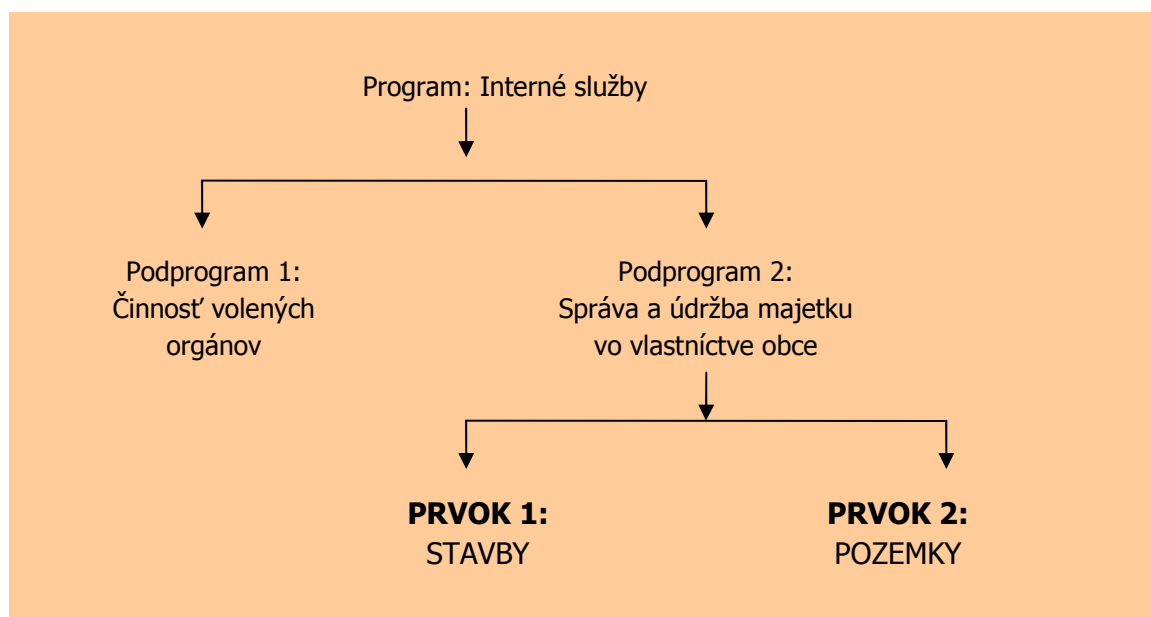 Program: Interné služby
Podprogram 1:
Činnosť volených
orgánov
Podprogram 2:
Správa a údržba majetku
vo vlastníctve obce
PRVOK 1:
STAVBY
PRVOK 2:
POZEMKY